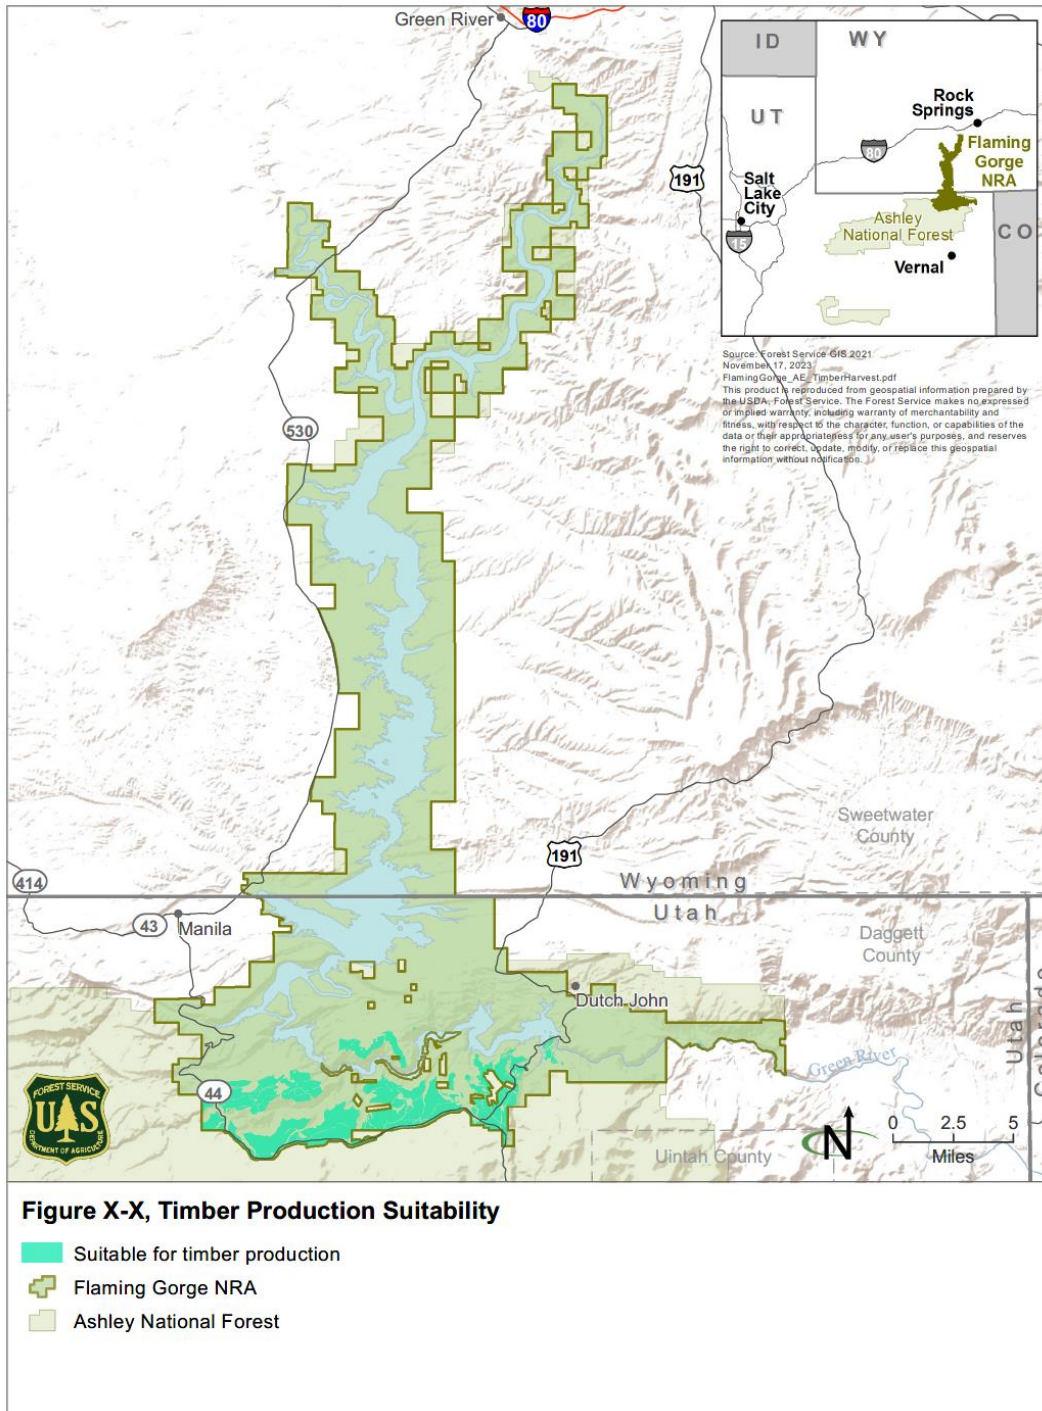 Green River
80
ID
WY
UT
Rock
Springs
80
Flaming
Gorge
NRA
191
Salt
Lake
City
15
Ashley
National Forest
CO
Vernal
Source: Forest Service GIS 2021
November 17, 2023
FlamingGorge_AE_TimberHarvest.pdf
This product is reproduced from geospatial information prepared by
the USDA, Forest Service. The Forest Service makes no expressed
or implied warranty, including warranty of merchantability and
fitness, with respect to the character, function, or capabilities of the
data or their appropriateness for any user's purposes, and reserves
the right to correct, update, modify, or replace this geospatial
information without notification.
530
Sweetwater
County
191
414
Wyoming
Utah
43
Manila
Daggett
County
Dutch John
Utah
Colorado
Green River
44
FOREST SERVICE
UAS
DEPARTMENT OF AGRICULTURE
N
0 2.5 5
Miles
Uintah County
Figure X-X, Timber Production Suitability
Suitable for timber production
Flaming Gorge NRA
Ashley National Forest